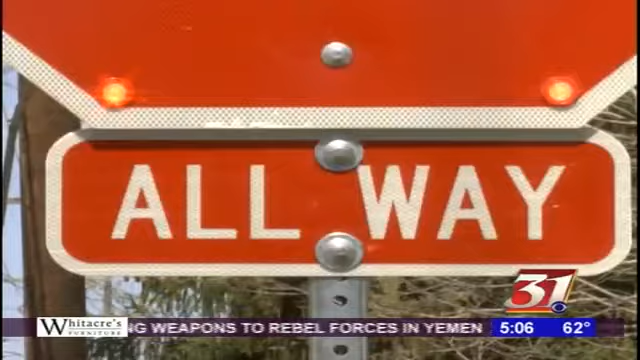 ALL WAY
31
Whitacre's
FURNITURE
NG WEAPONS TO REBEL FORCES IN YEMEN
5:06 62°